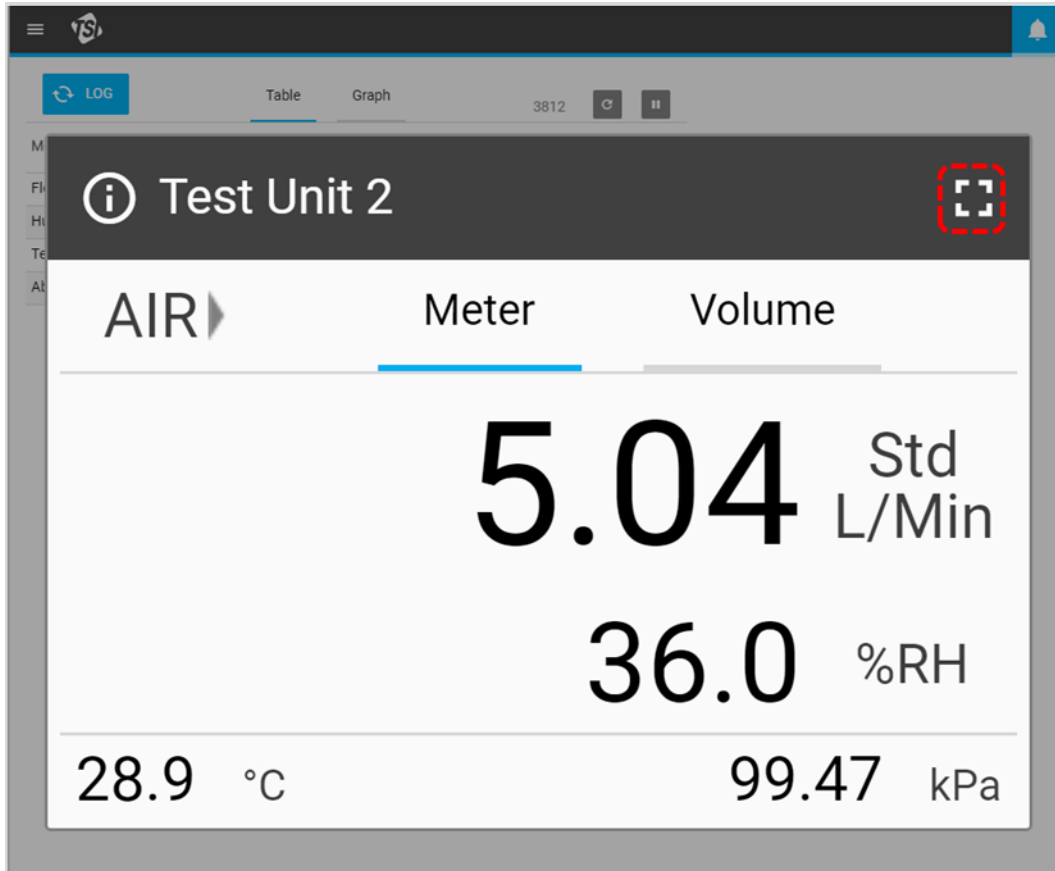 TSI
LOG
Table
Graph
3812
Test Unit 2
AIR
Meter
Volume
5.04 Std
L/Min
36.0 %RH
28.9 °C
99.47 kPa